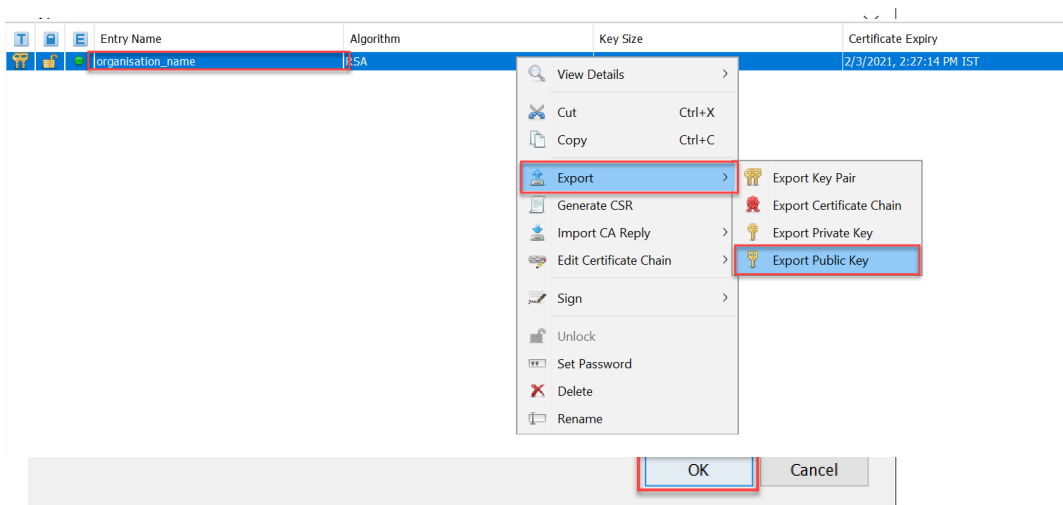 T E Entry Name Algorithm Key Size Certificate Expiry
organisation_name RSA 2/3/2021, 2:27:14 PM IST
View Details
Cut Ctrl+X
Copy Ctrl+C
Export
Export Key Pair
Generate CSR
Export Certificate Chain
Import CA Reply
Export Private Key
Edit Certificate Chain
Export Public Key
Sign
Unlock
Set Password
Delete
Rename
OK Cancel